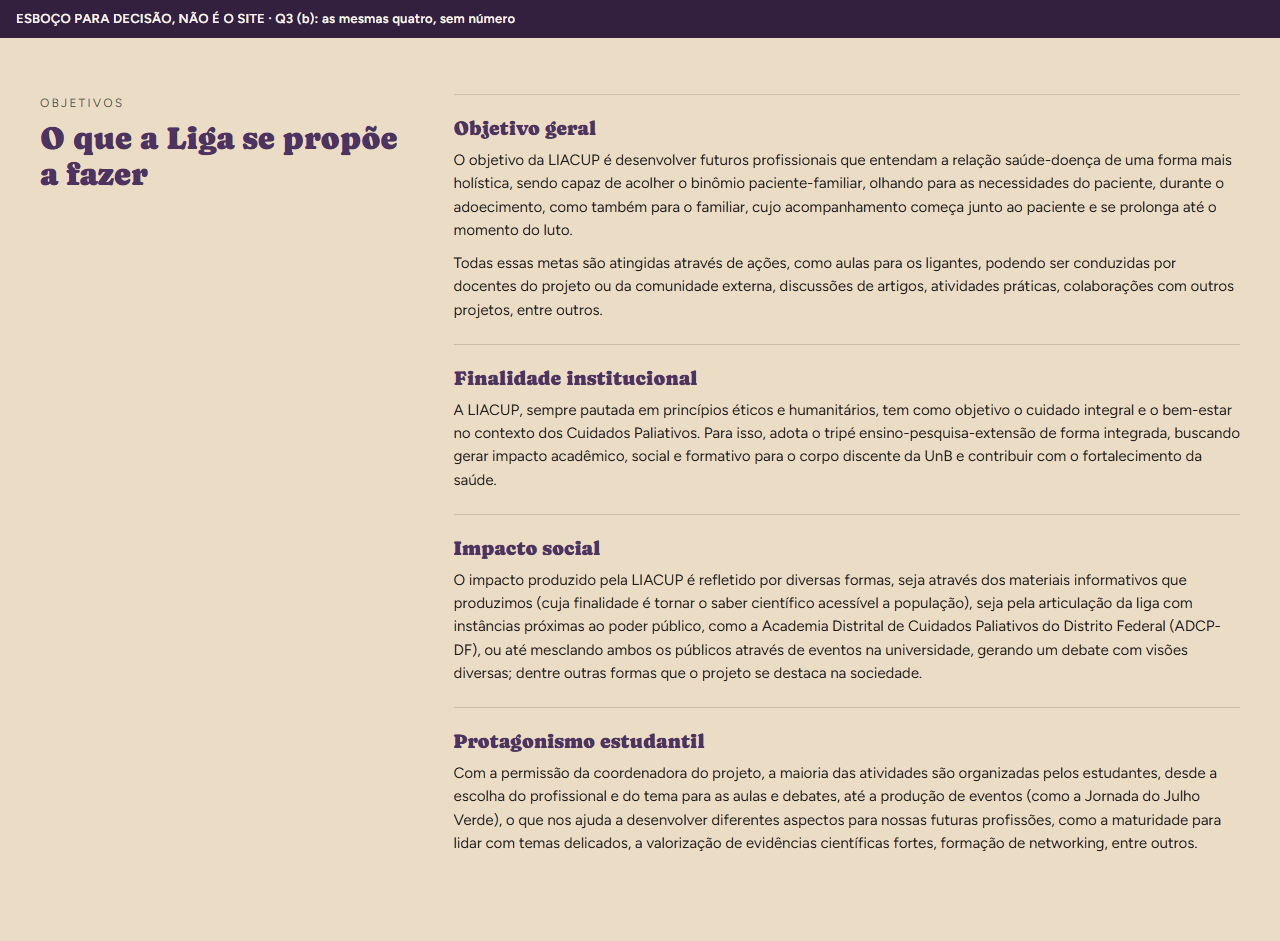 ESBOÇO PARA DECISÃO, NÃO É O SITE · Q3 (b): as mesmas quatro, sem número
OBJETIVOS
O que a Liga se propõe
a fazer
Objetivo geral
O objetivo da LIACUP é desenvolver futuros profissionais que entendam a relação saúde-doença de uma forma mais
holística, sendo capaz de acolher o binômio paciente-familiar, olhando para as necessidades do paciente, durante o
adoecimento, como também para o familiar, cujo acompanhamento começa junto ao paciente e se prolonga até o
momento do luto.
Todas essas metas são atingidas através de ações, como aulas para os ligantes, podendo ser conduzidas por
docentes do projeto ou da comunidade externa, discussões de artigos, atividades práticas, colaborações com outros
projetos, entre outros.
Finalidade institucional
A LIACUP, sempre pautada em princípios éticos e humanitários, tem como objetivo o cuidado integral e o bem-estar
no contexto dos Cuidados Paliativos. Para isso, adota o tripé ensino-pesquisa-extensão de forma integrada, buscando
gerar impacto acadêmico, social e formativo para o corpo discente da UnB e contribuir com o fortalecimento da
saúde.
Impacto social
O impacto produzido pela LIACUP é refletido por diversas formas, seja através dos materiais informativos que
produzimos (cuja finalidade é tornar o saber científico acessível a população), seja pela articulação da liga com
instâncias próximas ao poder público, como a Academia Distrital de Cuidados Paliativos do Distrito Federal (ADCP-
DF), ou até mesclando ambos os públicos através de eventos na universidade, gerando um debate com visões
diversas; dentre outras formas que o projeto se destaca na sociedade.
Protagonismo estudantil
Com a permissão da coordenadora do projeto, a maioria das atividades são organizadas pelos estudantes, desde a
escolha do profissional e do tema para as aulas e debates, até a produção de eventos (como a Jornada do Julho
Verde), o que nos ajuda a desenvolver diferentes aspectos para nossas futuras profissões, como a maturidade para
lidar com temas delicados, a valorização de evidências científicas fortes, formação de networking, entre outros.